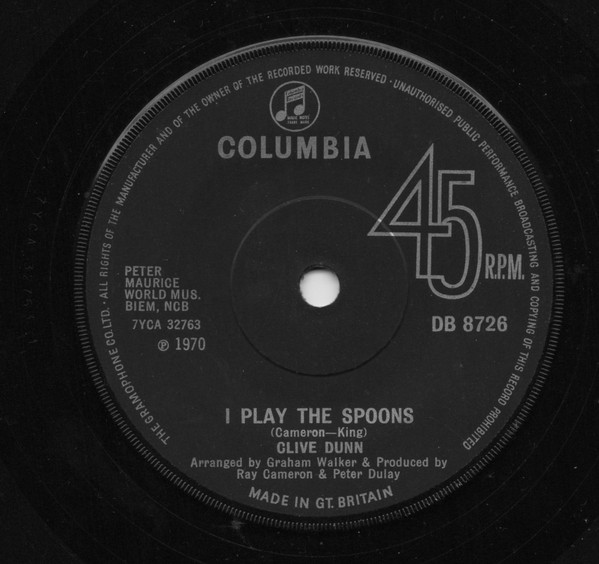 THE GRAMOPHONE CO. LTD. · ALL RIGHTS OF THE MANUFACTURER AND OF THE OWNER OF THE RECORDED WORK RESERVED · UNAUTHORISED PUBLIC PERFORMANCE BROADCASTING AND COPYING OF THIS RECORD PROHIBITED
COLUMBIA
45 R.P.M.
PETER
MAURICE
WORLD MUS.
BIEM, NCB
7YCA 32763
℗ 1970
DB 8726
I PLAY THE SPOONS
(Cameron—King)
CLIVE DUNN
Arranged by Graham Walker & Produced by
Ray Cameron & Peter Dulay
MADE IN GT. BRITAIN